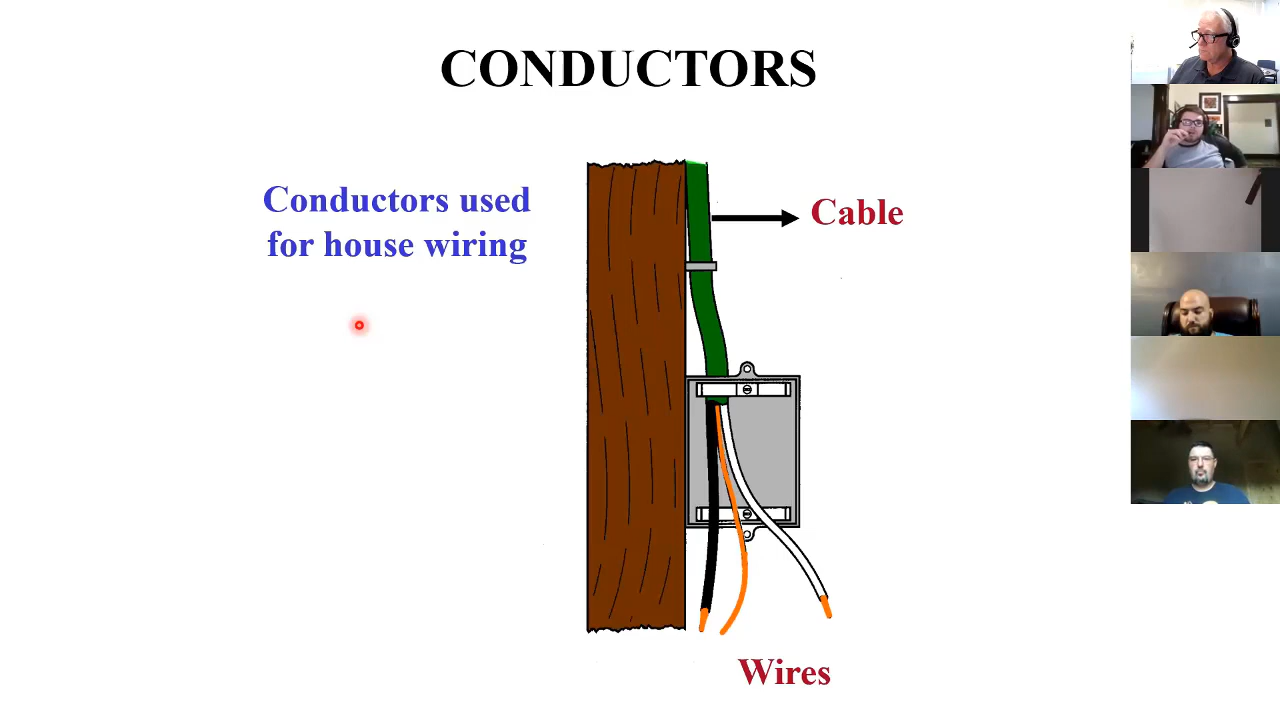 CONDUCTORS
Conductors used
for house wiring
Cable
Wires